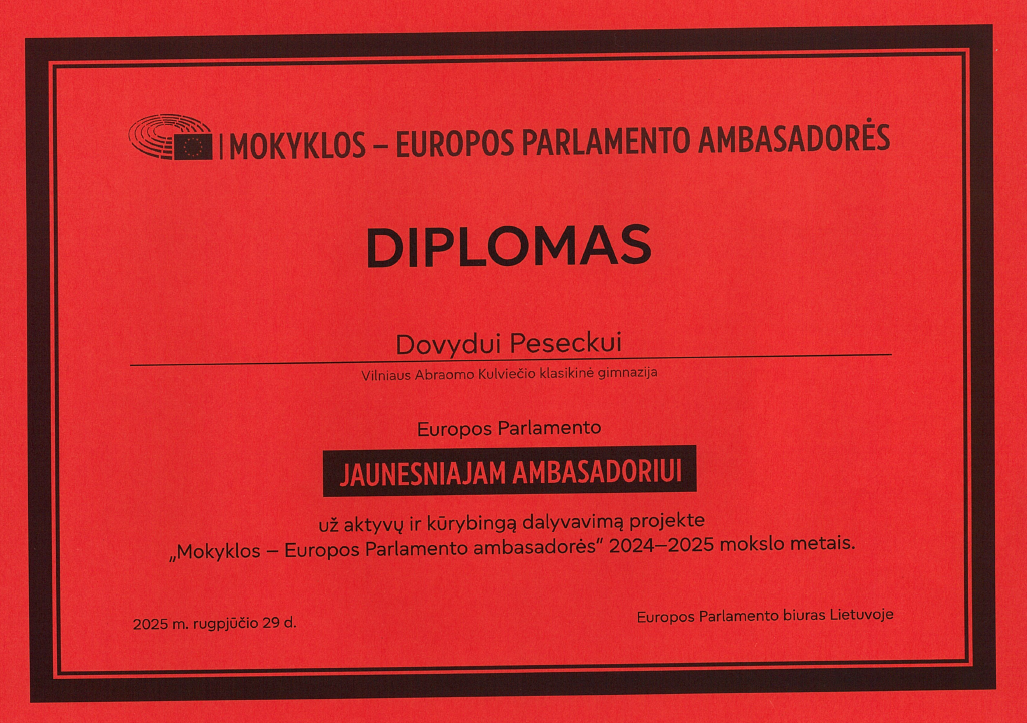 MOKYKLOS – EUROPOS PARLAMENTO AMBASADORĖS
DIPLOMAS
Dovydui Peseckui
Vilniaus Abraomo Kulviečio klasikinė gimnazija
Europos Parlamento
JAUNESNIAJAM AMBASADORIUI
už aktyvų ir kūrybingą dalyvavimą projekte
„Mokyklos – Europos Parlamento ambasadorės“ 2024–2025 mokslo metais.
2025 m. rugpjūčio 29 d.
Europos Parlamento biuras Lietuvoje